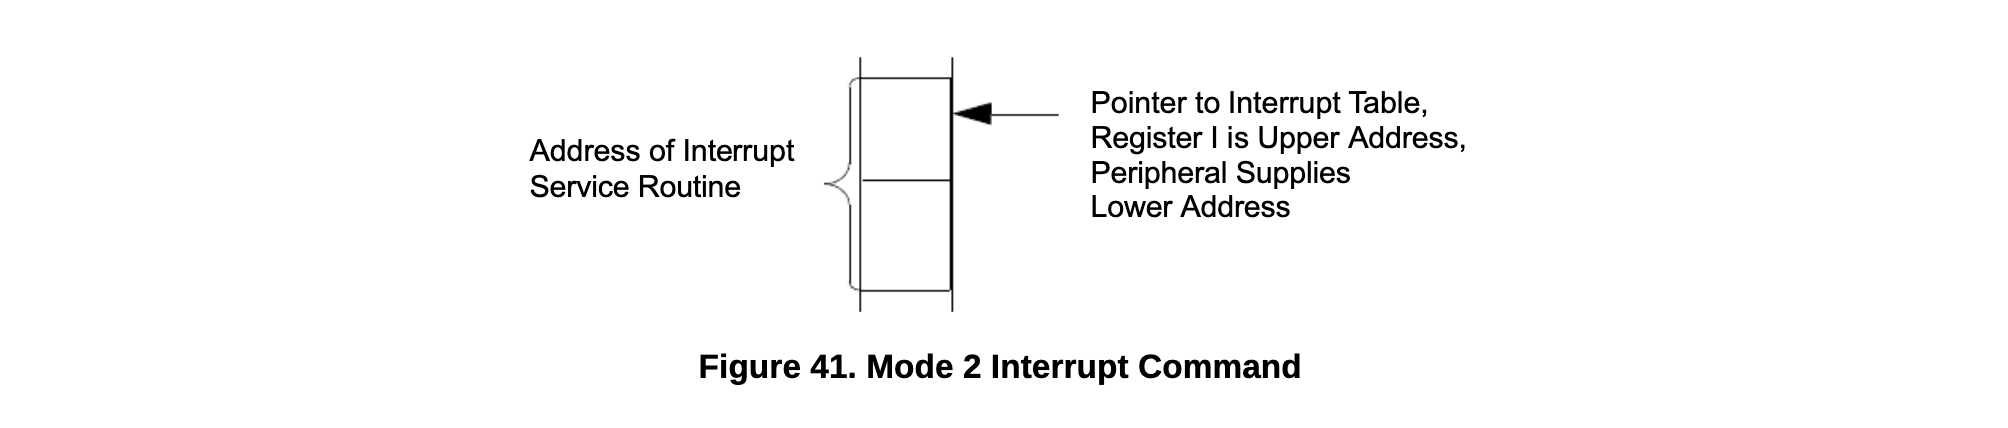 Address of Interrupt
Service Routine
Pointer to Interrupt Table,
Register I is Upper Address,
Peripheral Supplies
Lower Address
Figure 41. Mode 2 Interrupt Command